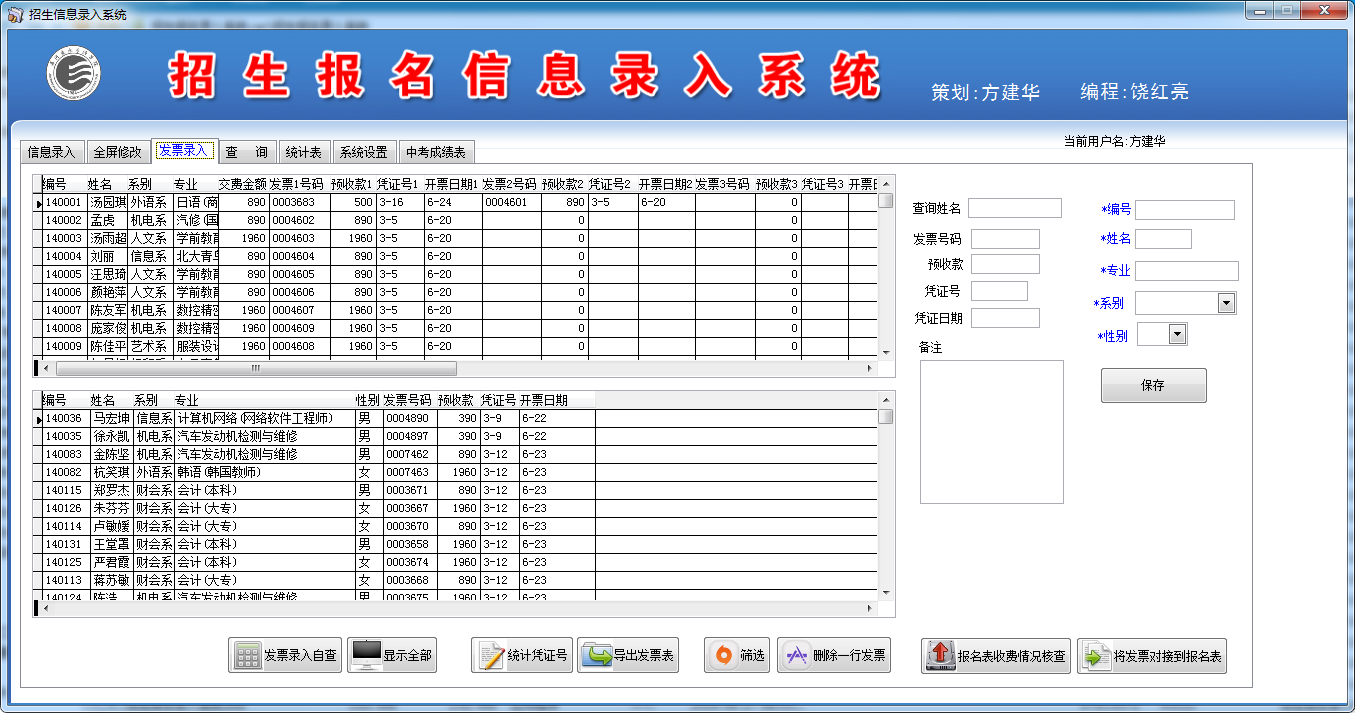 招生信息录入系统
招生报名信息录入系统
策划:方建华 编程:饶红亮
当前用户名:方建华
信息录入 全屏修改 发票录入 查 询 统计表 系统设置 中考成绩表
编号 姓名 系别 专业 交费金额 发票1号码 预收款1 凭证号1 开票日期1 发票2号码 预收款2 凭证号2 开票日期2 发票3号码 预收款3 凭证号3 开票
140001 汤园琪 外语系 日语(商 890 0003683 500 3-16 6-24 0004601 890 3-5 6-20 0
140002 孟虎 机电系 汽修(国 890 0004602 890 3-5 6-20 0 0
140003 汤雨超 人文系 学前教育 1960 0004603 1960 3-5 6-20 0 0
140004 刘丽 信息系 北大青鸟 890 0004604 890 3-5 6-20 0 0
140005 汪思琦 人文系 学前教育 890 0004605 890 3-5 6-20 0 0
140006 颜艳萍 人文系 学前教育 890 0004606 890 3-5 6-20 0 0
140007 陈友军 机电系 数控精密 1960 0004607 1960 3-5 6-20 0 0
140008 庞家俊 机电系 数控精密 1960 0004609 1960 3-5 6-20 0 0
140009 陈佳平 艺术系 服装设计 1960 0004608 1960 3-5 6-20 0 0
编号 姓名 系别 专业 性别 发票号码 预收款 凭证号 开票日期
140036 马宏坤 信息系 计算机网络(网络软件工程师) 男 0004890 390 3-9 6-22
140035 徐永凯 机电系 汽车发动机检测与维修 男 0004897 390 3-9 6-22
140083 金陈坚 机电系 汽车发动机检测与维修 男 0007462 890 3-12 6-23
140082 杭笑琪 外语系 韩语(韩国教师) 女 0007463 1960 3-12 6-23
140115 郑罗杰 财会系 会计(本科) 男 0003671 890 3-12 6-23
140126 朱芬芬 财会系 会计(大专) 女 0003667 1960 3-12 6-23
140114 卢敏媛 财会系 会计(大专) 女 0003670 890 3-12 6-23
140131 王堂罩 财会系 会计(本科) 男 0003658 1960 3-12 6-23
140125 严君霞 财会系 会计(本科) 女 0003674 1960 3-12 6-23
140113 蒋苏敏 财会系 会计(大专) 女 0003668 890 3-12 6-23
140124 陈浩 机电系 汽车发动机检测与维修 男 0003675 1960 3-12 6-23
查询姓名
发票号码
预收款
凭证号
凭证日期
备注
*编号
*姓名
*专业
*系别
*性别
保存
发票录入自查 显示全部 统计凭证号 导出发票表 筛选 删除一行发票 报名表收费情况核查 将发票对接到报名表